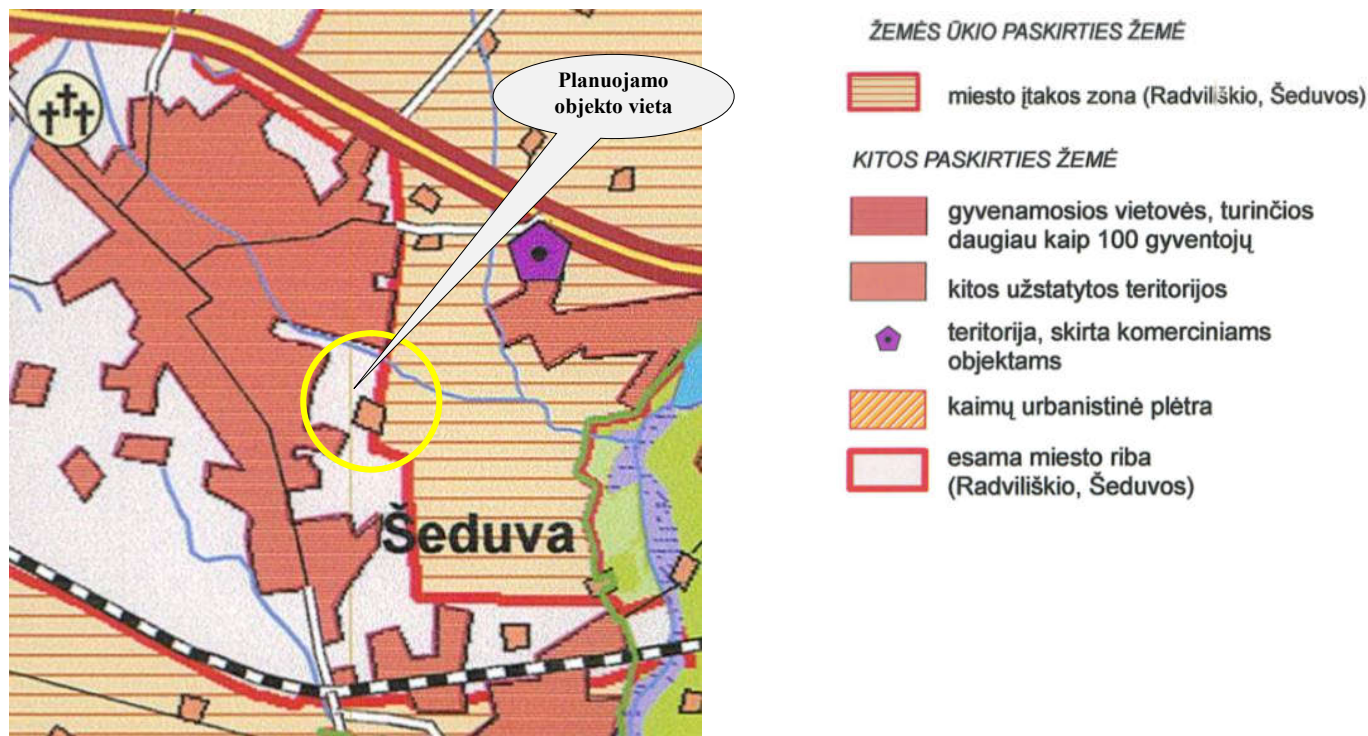 Planuojamo
objekto vieta
Šeduva
ŽEMĖS ŪKIO PASKIRTIES ŽEMĖ
miesto įtakos zona (Radviliškio, Šeduvos)
KITOS PASKIRTIES ŽEMĖ
gyvenamosios vietovės, turinčios
daugiau kaip 100 gyventojų
kitos užstatytos teritorijos
teritorija, skirta komerciniams
objektams
kaimų urbanistinė plėtra
esama miesto riba
(Radviliškio, Šeduvos)